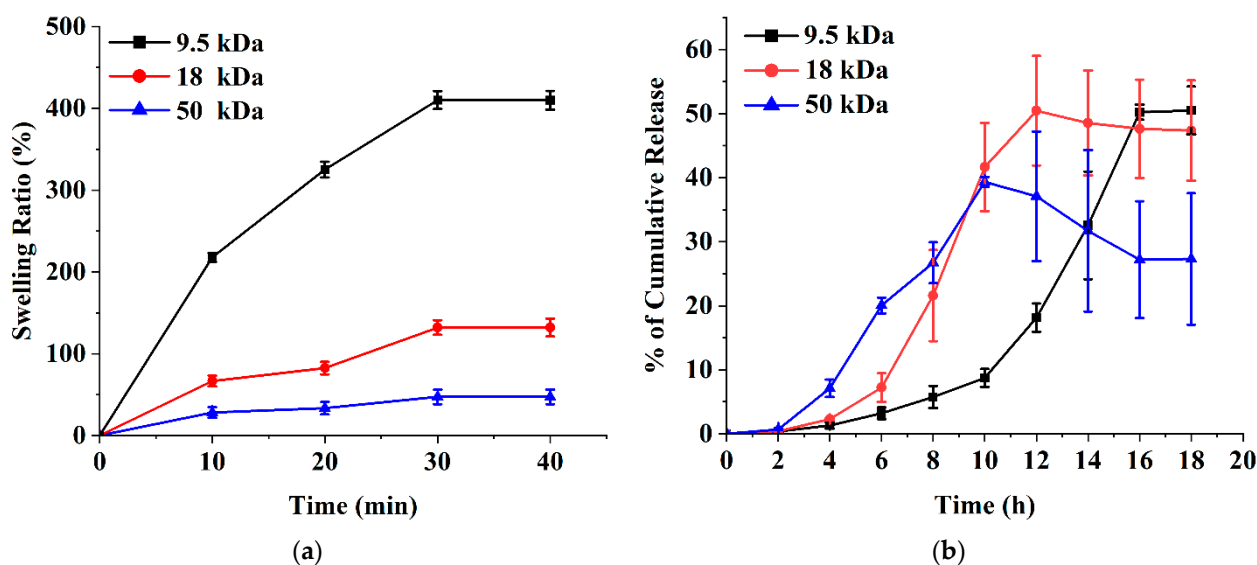 500
400
300
200
100
0
Swelling Ratio (%)
9.5 kDa
18 kDa
50 kDa
0 10 20 30 40
Time (min)
(a)
60
50
40
30
20
10
0
% of Cumulative Release
9.5 kDa
18 kDa
50 kDa
0 2 4 6 8 10 12 14 16 18 20
Time (h)
(b)